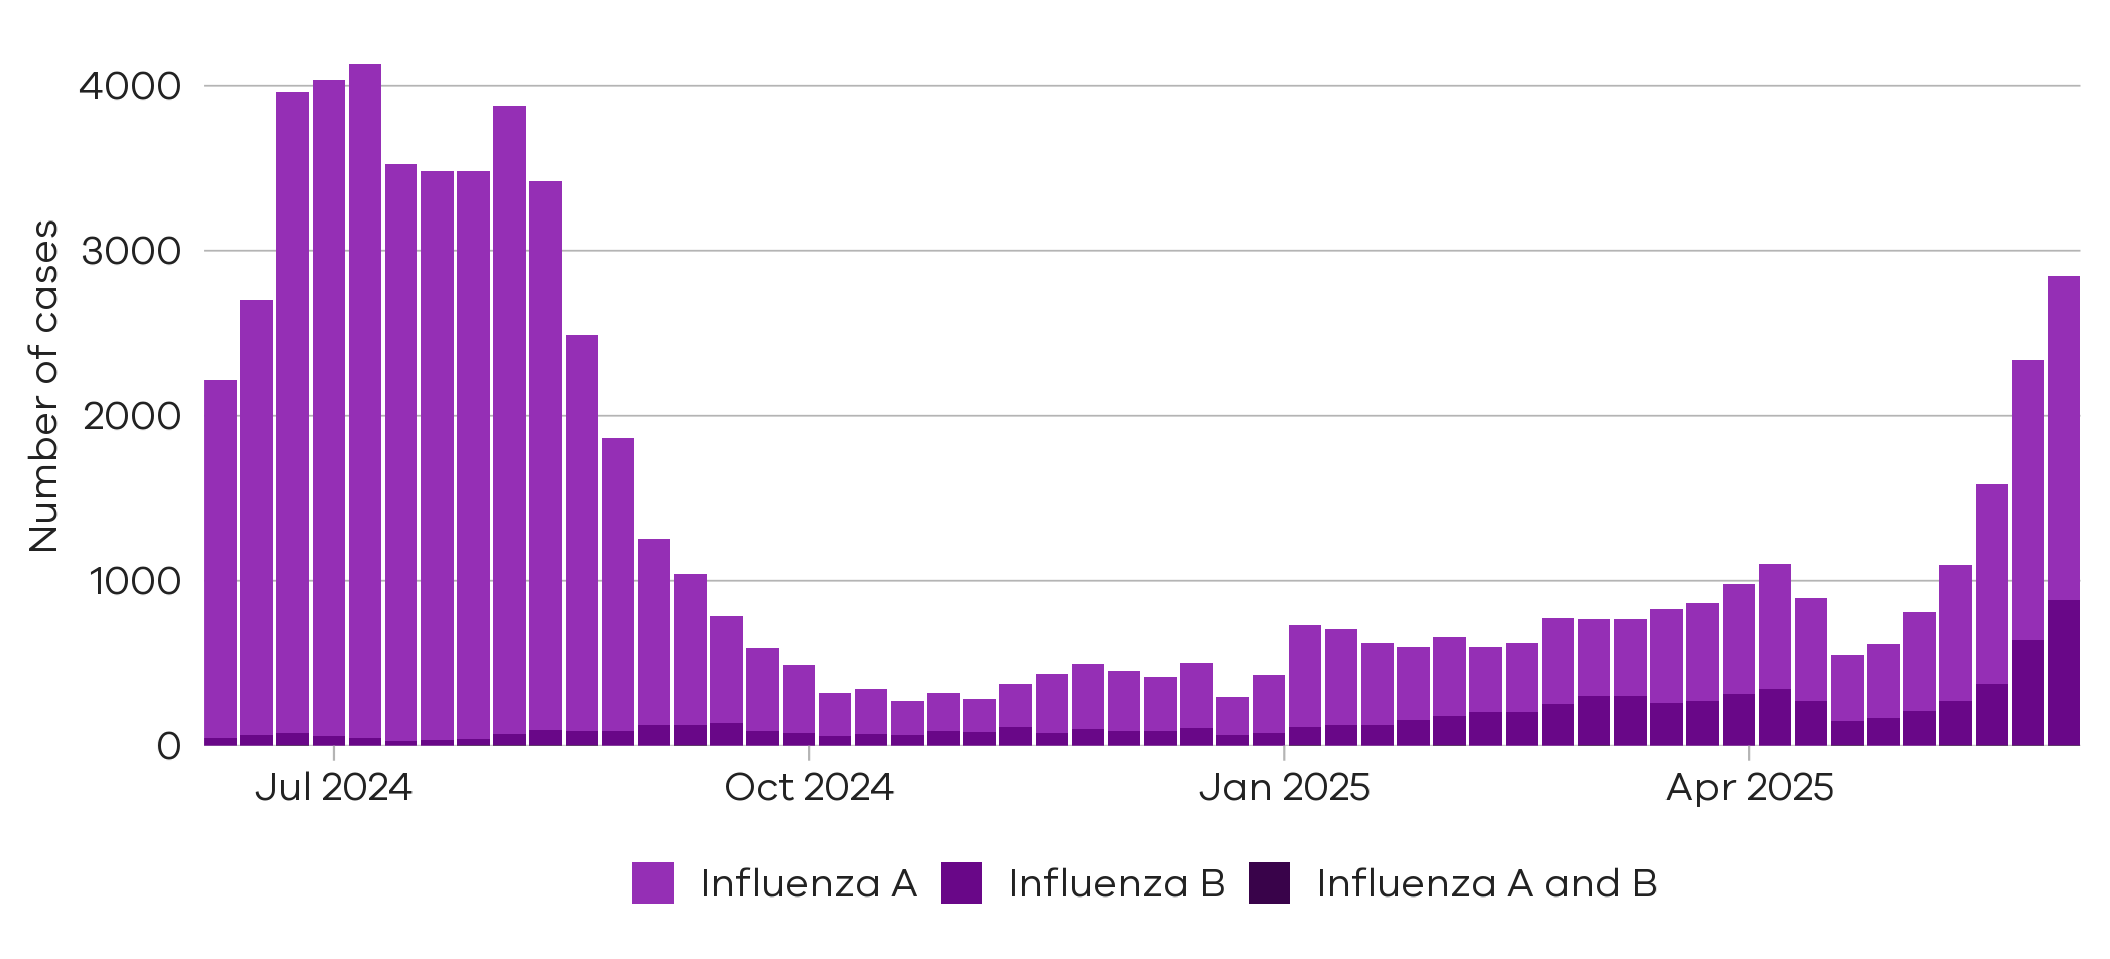 Number of cases
4000
3000
2000
1000
0
Jul 2024 Oct 2024 Jan 2025 Apr 2025
Influenza A Influenza B Influenza A and B